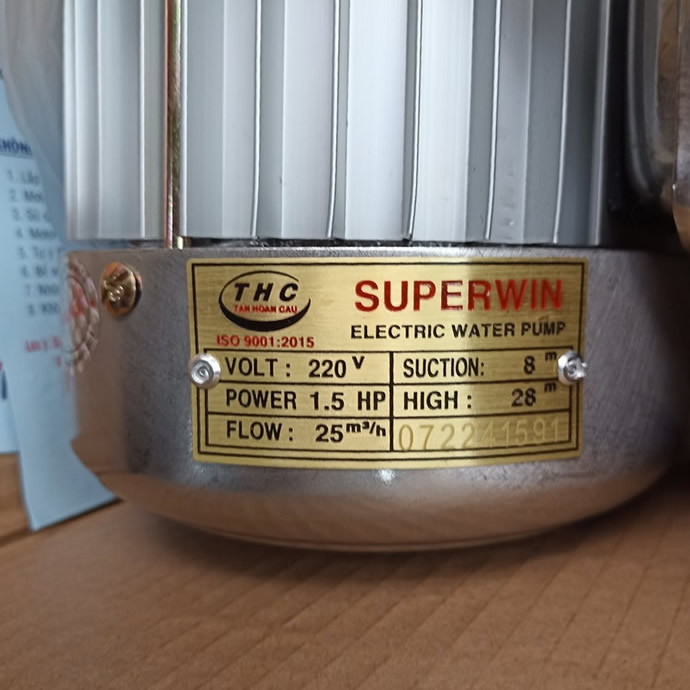 THC
TAN HOAN CAU
ISO 9001:2015
SUPERWIN
ELECTRIC WATER PUMP
VOLT : 220 V
SUCTION: 8 m
POWER 1.5 HP
HIGH : 28 m
FLOW : 25 m³/h
072241591